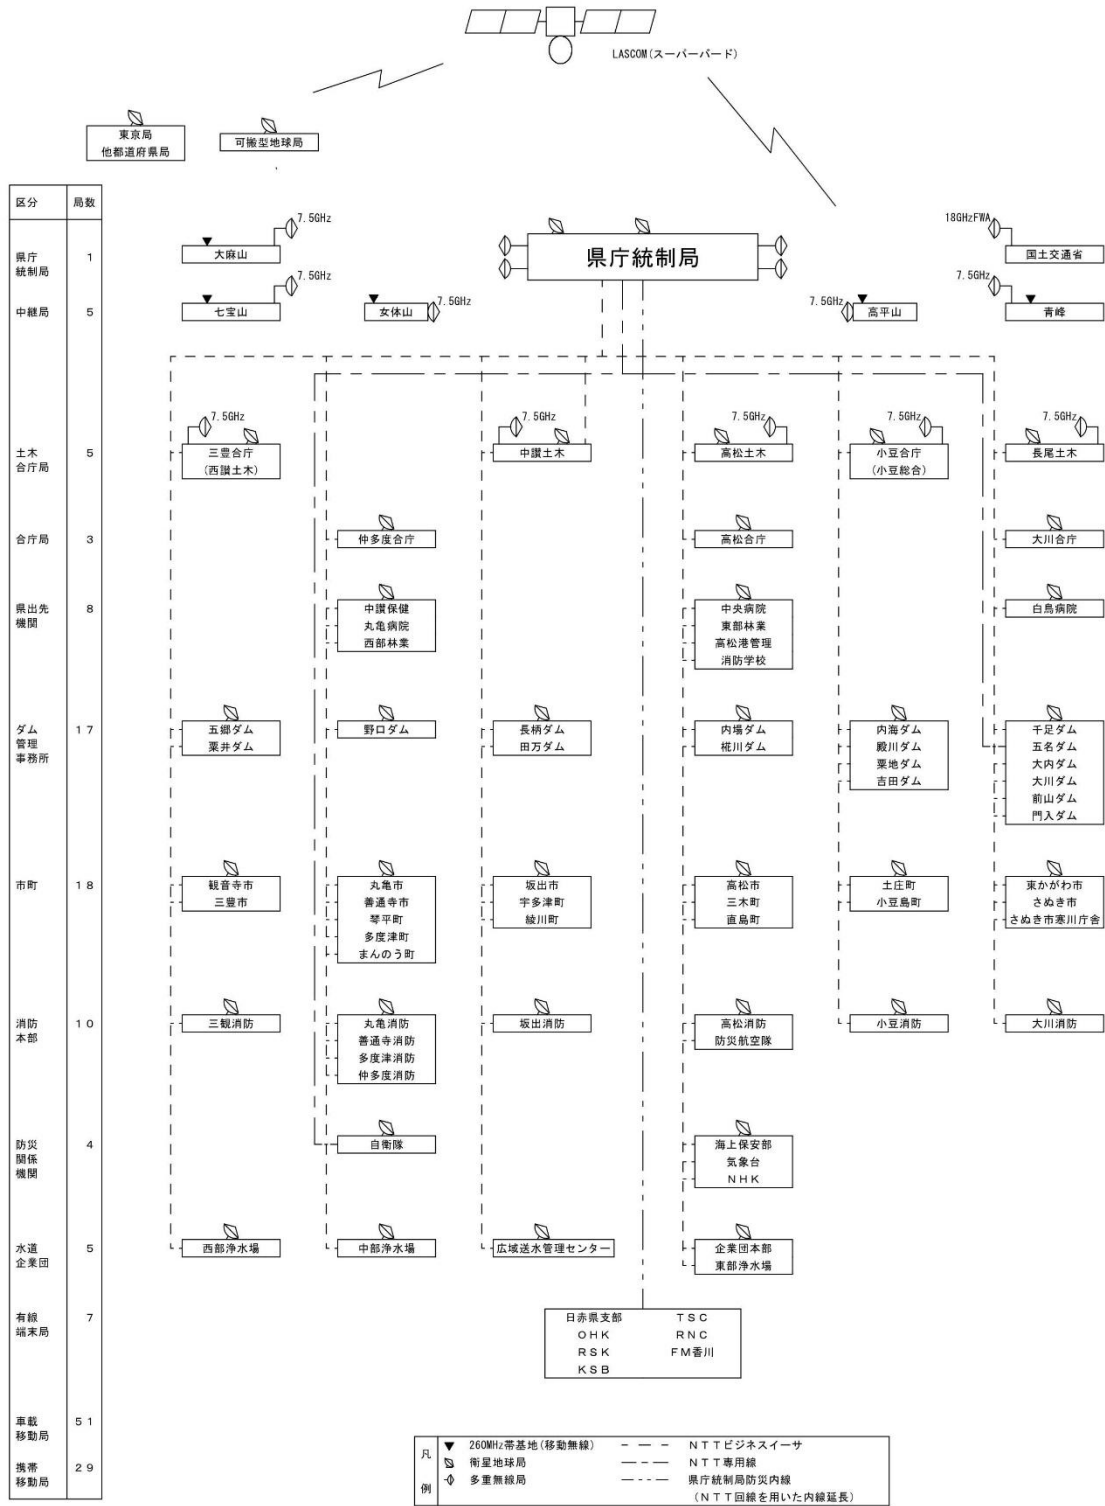 LASCOM(スーパーバード)
東京局
他都道府県局
可搬型地球局
区分 局数
県庁
統制局 1
7.5GHz
大麻山
県庁統制局
18GHzFWA
国土交通省
中継局 5
7.5GHz
七宝山
女体山
7.5GHz
7.5GHz
高平山
7.5GHz
青峰
土木
合庁局 5
7.5GHz
三豊合庁
(西讃土木)
7.5GHz
中讃土木
7.5GHz
高松土木
7.5GHz
小豆合庁
(小豆総合)
7.5GHz
長尾土木
合庁局 3
仲多度合庁
高松合庁
大川合庁
県出先
機関 8
中讃保健
丸亀病院
西部林業
中央病院
東部林業
高松港管理
消防学校
白鳥病院
ダム
管理
事務所 17
五郷ダム
粟井ダム
野口ダム
長柄ダム
田万ダム
内場ダム
椛川ダム
内海ダム
殿川ダム
粟地ダム
吉田ダム
千足ダム
五名ダム
大内ダム
大川ダム
前山ダム
門入ダム
市町 18
観音寺市
三豊市
丸亀市
善通寺市
琴平町
多度津町
まんのう町
坂出市
宇多津町
綾川町
高松市
三木町
直島町
土庄町
小豆島町
東かがわ市
さぬき市
さぬき市寒川庁舎
消防
本部 10
三観消防
丸亀消防
善通寺消防
多度津消防
仲多度消防
坂出消防
高松消防
防災航空隊
小豆消防
大川消防
防災
関係
機関 4
自衛隊
海上保安部
気象台
NHK
水道
企業団 5
西部浄水場
中部浄水場
広域送水管理センター
企業団本部
東部浄水場
有線
端末局 7
日赤県支部 TSC
OHK RNC
RSK FM香川
KSB
車載
移動局 51
携帯
移動局 29
凡例
260MHz帯基地(移動無線) NTTビジネスイーサ
衛星地球局 NTT専用線
多重無線局 県庁統制局防災内線
(NTT回線を用いた内線延長)